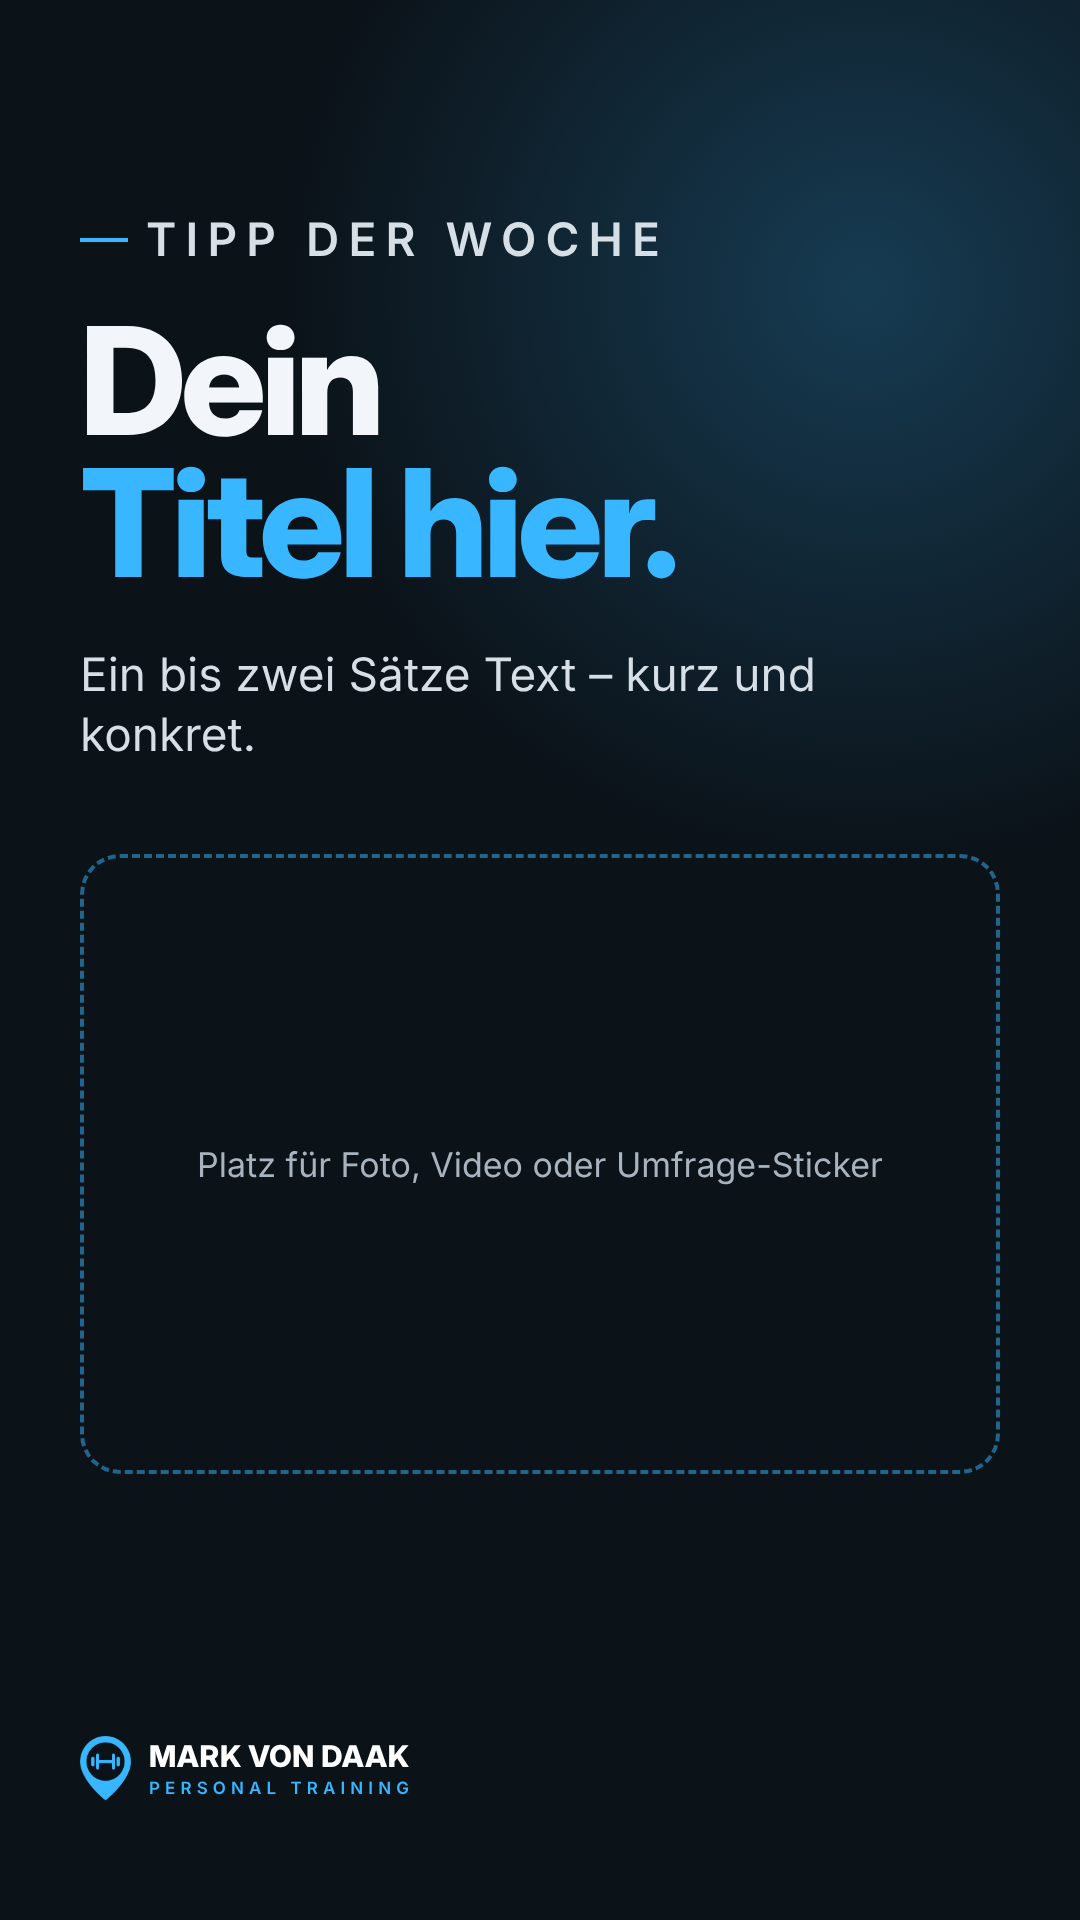 TIPP DER WOCHE
Dein
Titel hier.
Ein bis zwei Sätze Text – kurz und
konkret.
Platz für Foto, Video oder Umfrage-Sticker
MARK VON DAAK
PERSONAL TRAINING